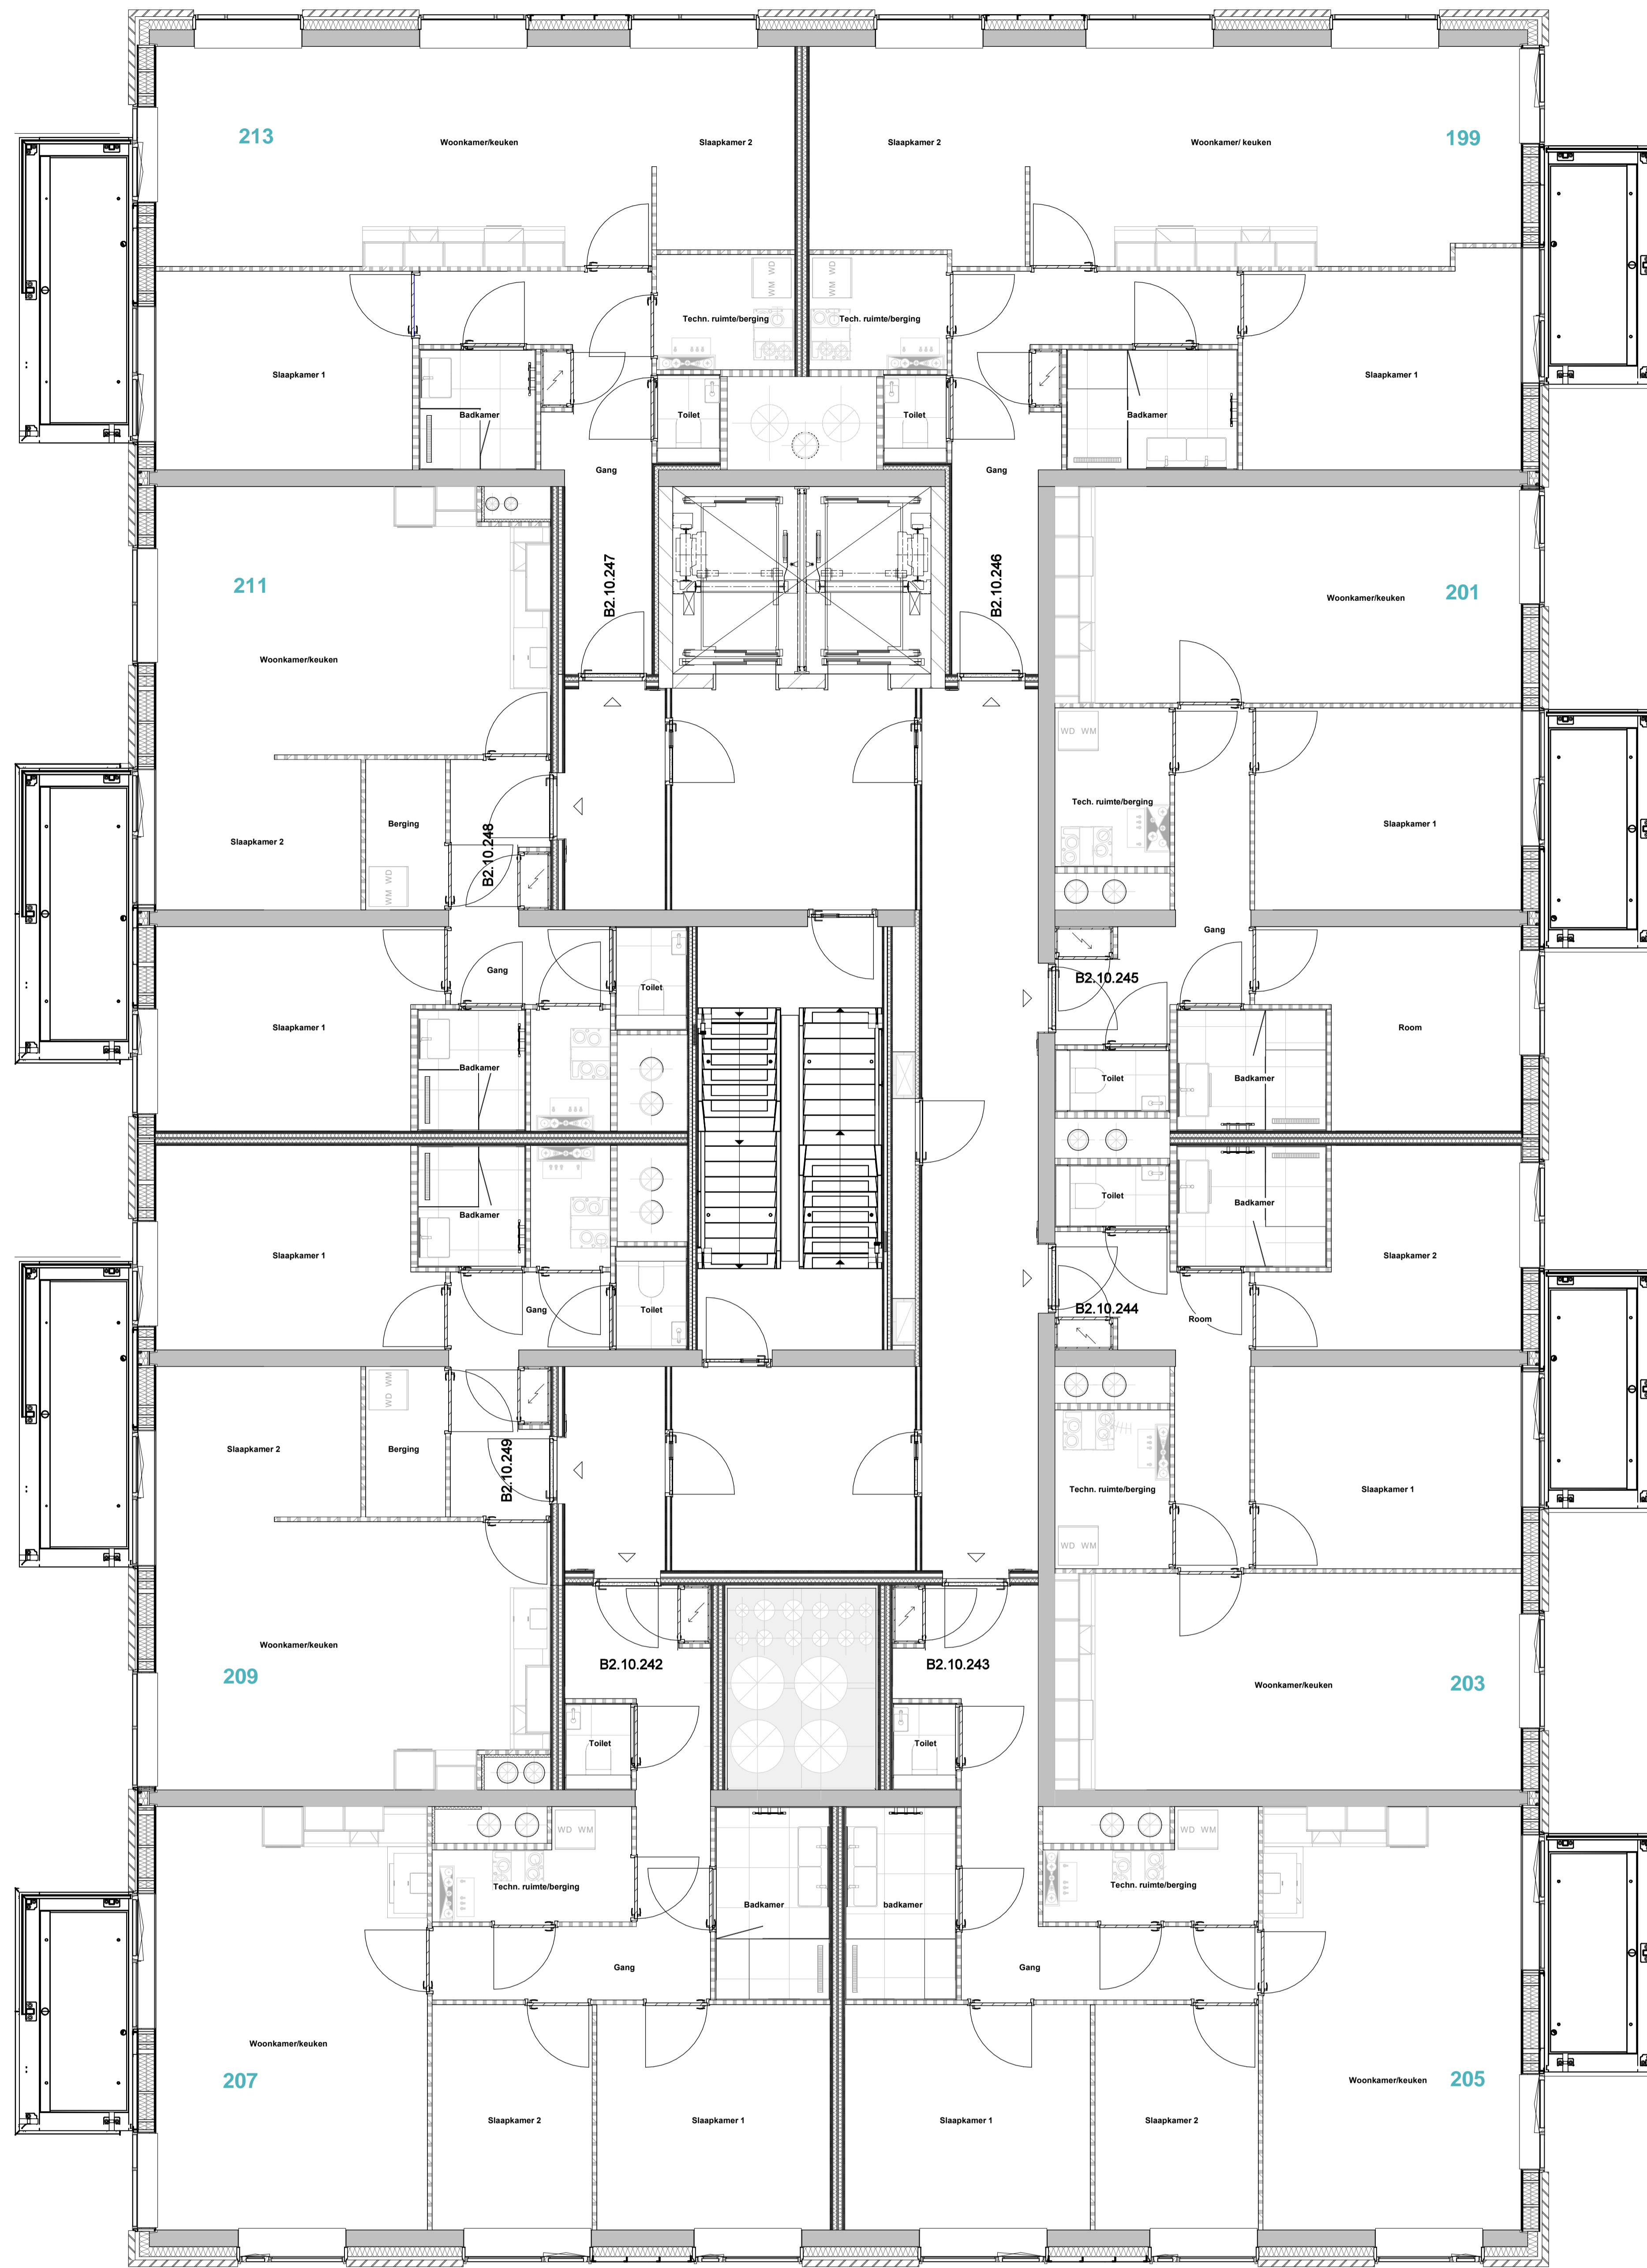 213
Woonkamer/keuken
Slaapkamer 2
Slaapkamer 2
Woonkamer/ keuken
199
WM WD
WM WD
Techn. ruimte/berging
Tech. ruimte/berging
Slaapkamer 1
Slaapkamer 1
Badkamer
Toilet
Toilet
Badkamer
Gang
Gang
B2.10.247
B2.10.246
211
201
Woonkamer/keuken
Woonkamer/keuken
WD WM
Tech. ruimte/berging
Berging
Slaapkamer 1
Slaapkamer 2
B2.10.248
WM WD
Gang
Gang
B2.10.245
Toilet
Slaapkamer 1
Room
Badkamer
Toilet
Badkamer
Toilet
Badkamer
Badkamer
Slaapkamer 1
Slaapkamer 2
Gang
Toilet
B2.10.244
Room
WD WM
Slaapkamer 2
Berging
B2.10.249
Techn. ruimte/berging
Slaapkamer 1
WD WM
Woonkamer/keuken
B2.10.242
B2.10.243
209
Woonkamer/keuken
203
Toilet
Toilet
WD WM
WD WM
Techn. ruimte/berging
Techn. ruimte/berging
Badkamer
badkamer
Gang
Gang
Woonkamer/keuken
207
Woonkamer/keuken
205
Slaapkamer 2
Slaapkamer 1
Slaapkamer 1
Slaapkamer 2